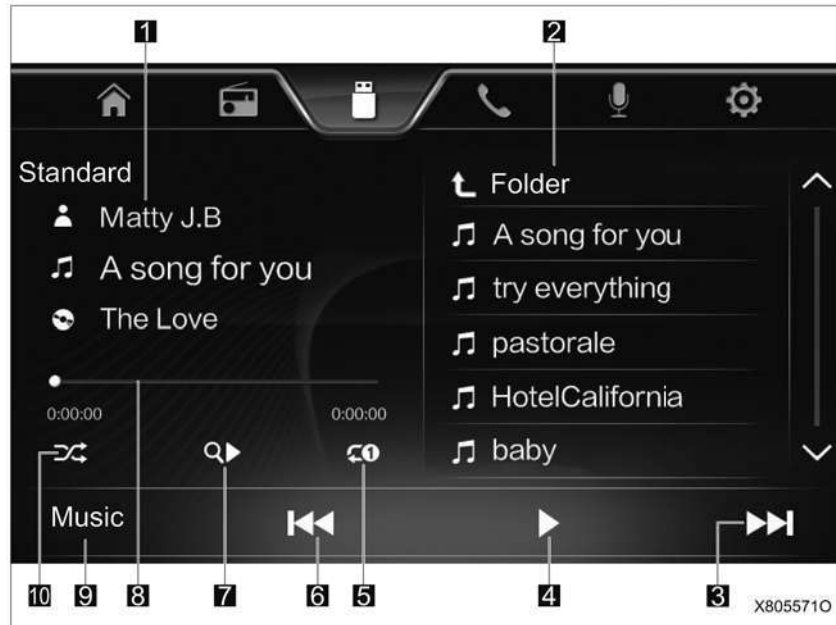 1 2
Standard
Matty J.B
A song for you
The Love
0:00:00 0:00:00
Folder
A song for you
try everything
pastorale
HotelCalifornia
baby
1
Music
10 9 8 7 6 5 4 3
X805571O